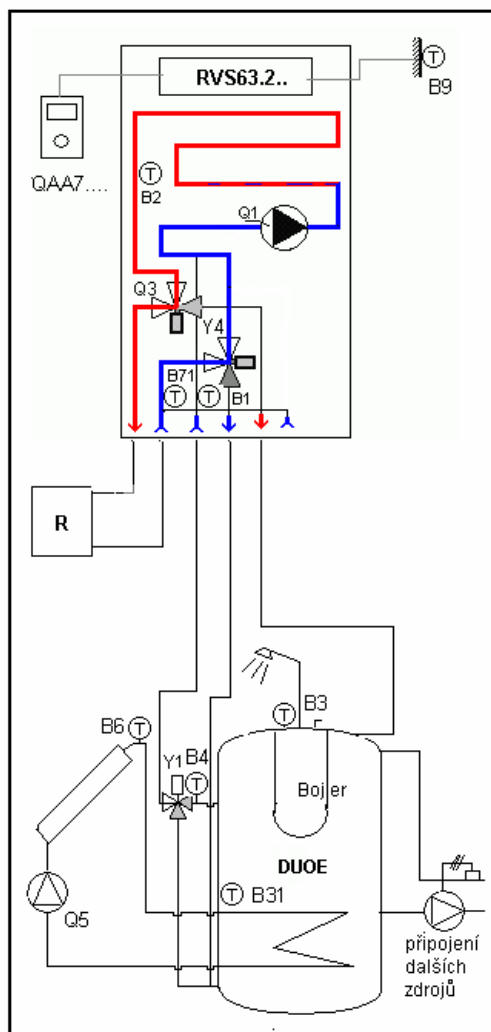 RVS63.2..
T
B9
QAA7....
T
B2
Q1
Q3
Y4
B71
T
T
B1
R
B3
T
B6
T
Y1
B4
T
Bojler
DUOE
T
B31
Q5
připojení
dalších
zdrojů